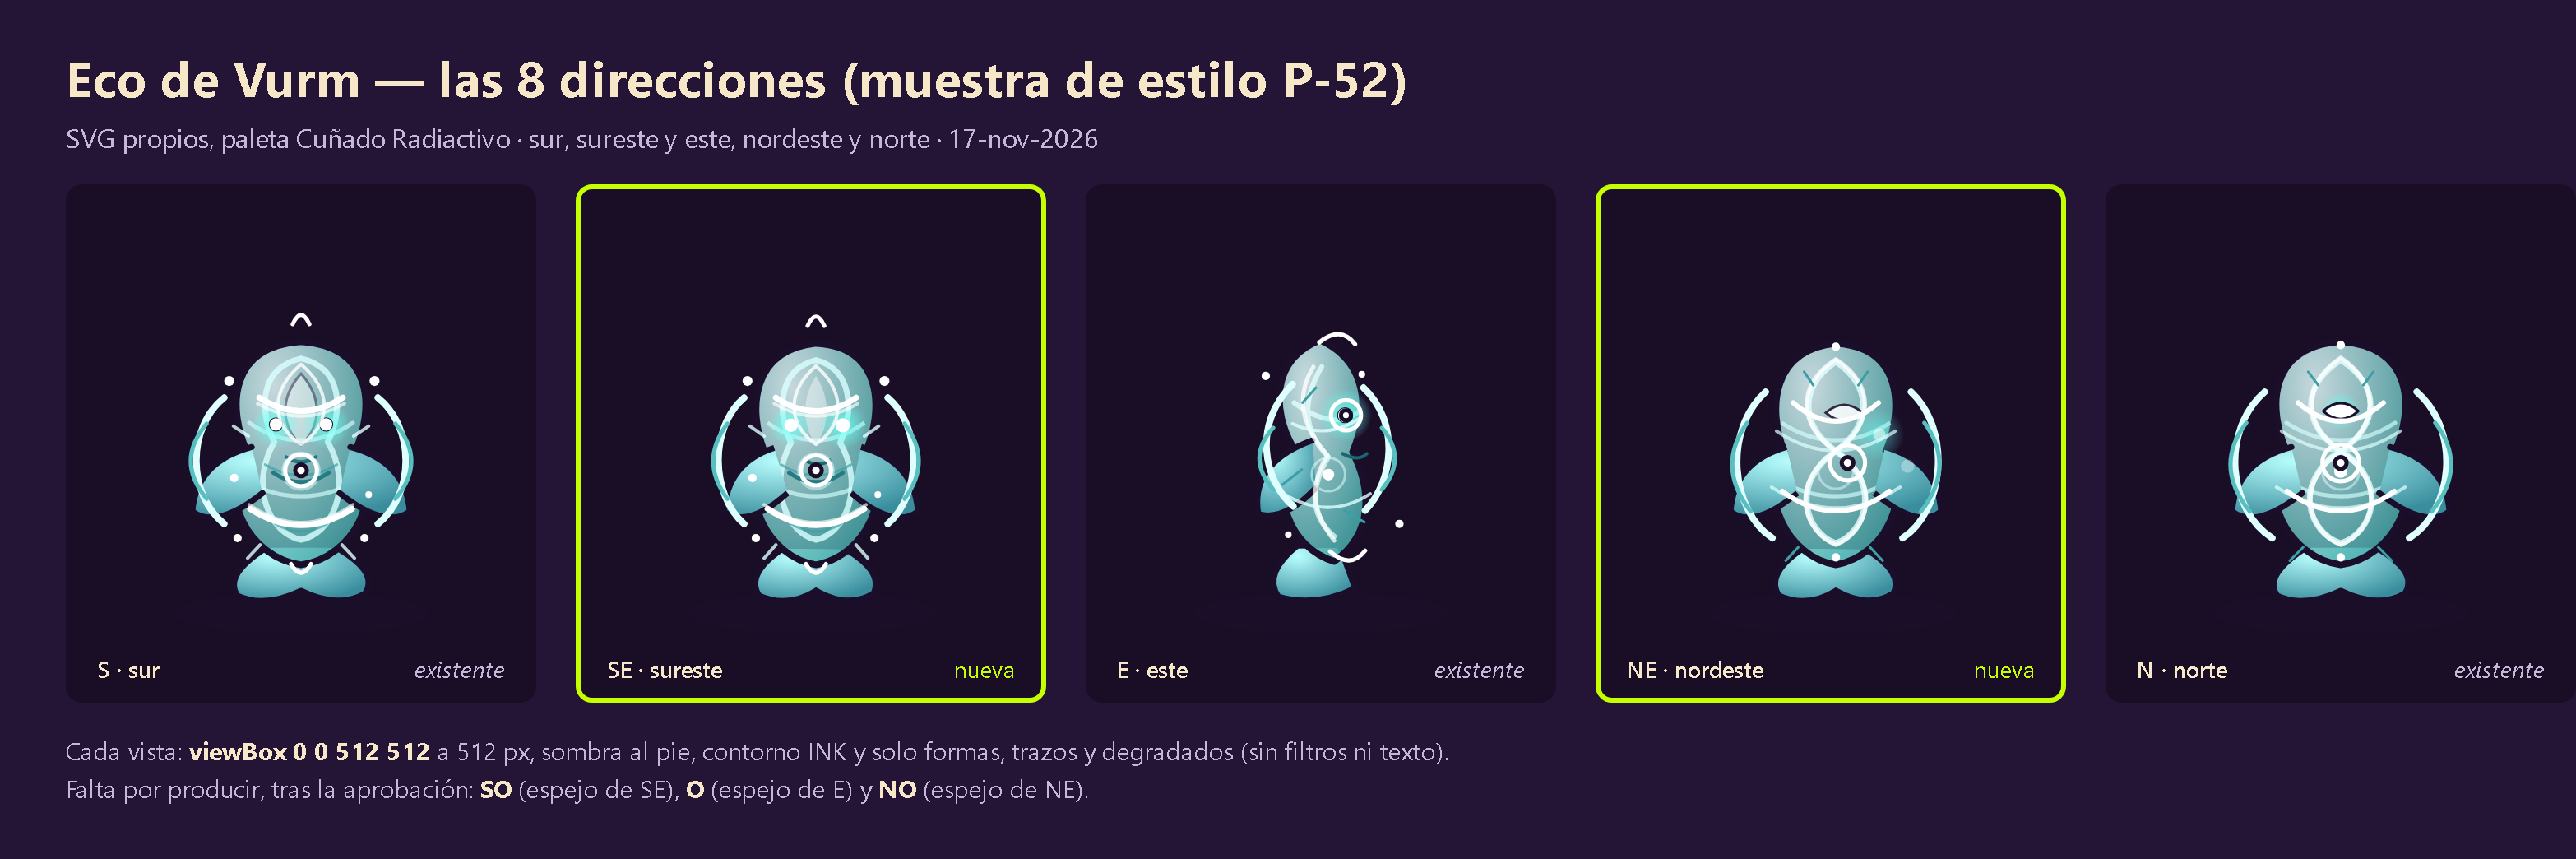 Eco de Vurm — las 8 direcciones (muestra de estilo P-52)
SVG propios, paleta Cuñado Radiactivo · sur, sureste y este, nordeste y norte · 17-nov-2026
S · sur existente
SE · sureste nueva
E · este existente
NE · nordeste nueva
N · norte existente
Cada vista: viewBox 0 0 512 512 a 512 px, sombra al pie, contorno INK y solo formas, trazos y degradados (sin filtros ni texto).
Falta por producir, tras la aprobación: SO (espejo de SE), O (espejo de E) y NO (espejo de NE).